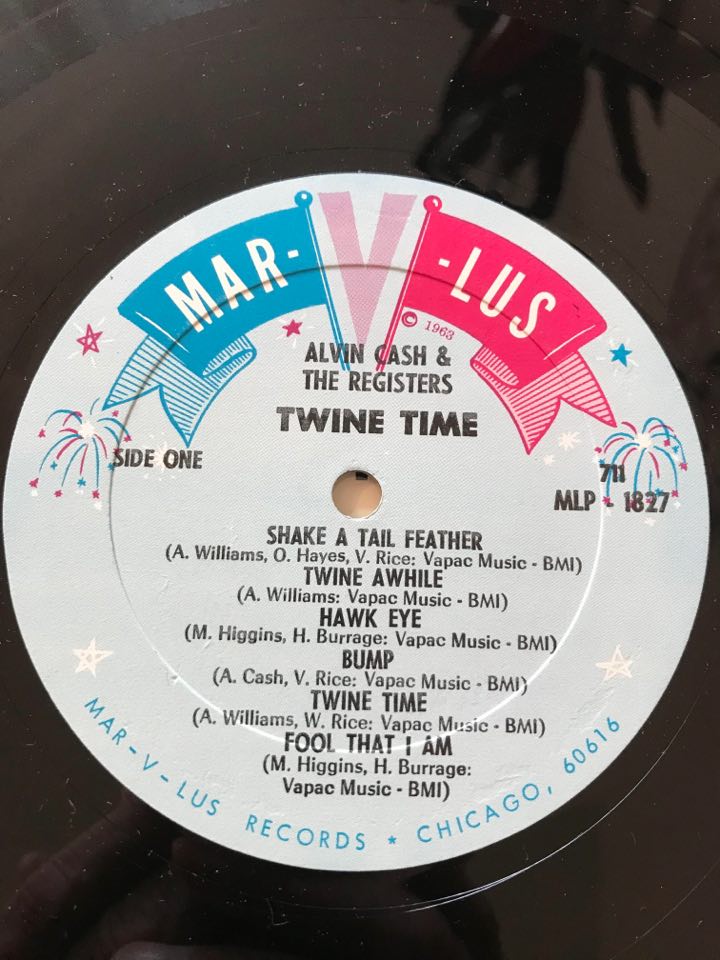 MAR-V-LUS
© 1963
ALVIN CASH &
THE REGISTERS
TWINE TIME
SIDE ONE
711
MLP - 1827
SHAKE A TAIL FEATHER
(A. Williams, O. Hayes, V. Rice: Vapac Music - BMI)
TWINE AWHILE
(A. Williams: Vapac Music - BMI)
HAWK EYE
(M. Higgins, H. Burrage: Vapac Music - BMI)
BUMP
(A. Cash, V. Rice: Vapac Music - BMI)
TWINE TIME
(A. Williams, W. Rice: Vapac Music - BMI)
FOOL THAT I AM
(M. Higgins, H. Burrage:
Vapac Music - BMI)
MAR-V-LUS RECORDS ★ CHICAGO, 60616